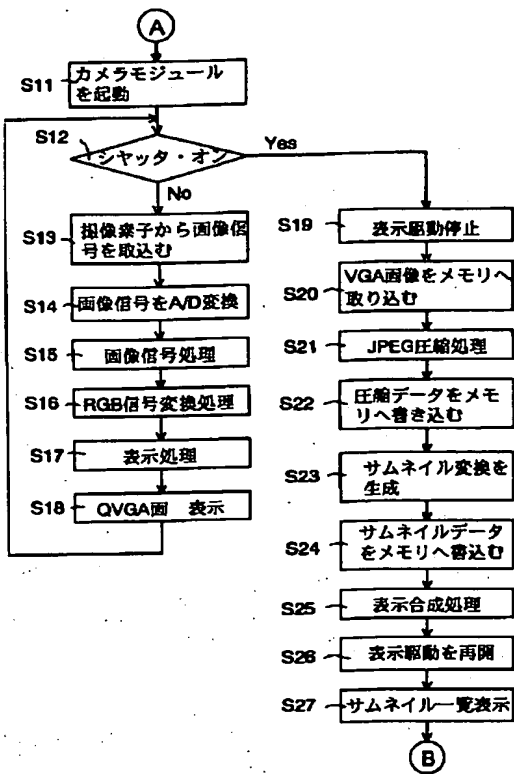 A
S11
カメラモジュール
を起動
S12
シヤッタ・オン
Yes
No
S13
撮像素子から画像信
号を取込む
S14
画像信号をA/D変換
S15
画像信号処理
S16
RGB信号変換処理
S17
表示処理
S18
QVGA面 表示
S19
表示駆動停止
S20
VGA画像をメモリへ
取り込む
S21
JPEG圧縮処理
S22
圧縮データをメモ
リへ書き込む
S23
サムネイル変換を
生成
S24
サムネイルデータ
をメモリへ書込む
S25
表示合成処理
S26
表示駆動を再開
S27
サムネイル一覧表示
B